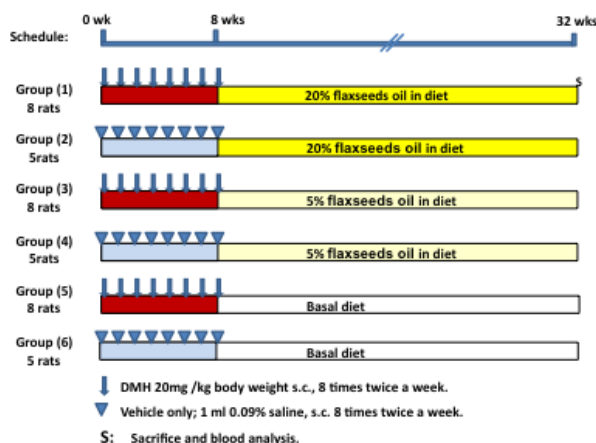 0 wk 8 wks 32 wks
Schedule:
S
Group (1)
8 rats
20% flaxseeds oil in diet
Group (2)
5rats
20% flaxseeds oil in diet
Group (3)
8 rats
5% flaxseeds oil in diet
Group (4)
5rats
5% flaxseeds oil in diet
Group (5)
8 rats
Basal diet
Group (6)
5 rats
Basal diet
DMH 20mg /kg body weight s.c., 8 times twice a week.
Vehicle only; 1 ml 0.09% saline, s.c. 8 times twice a week.
S: Sacrifice and blood analysis.